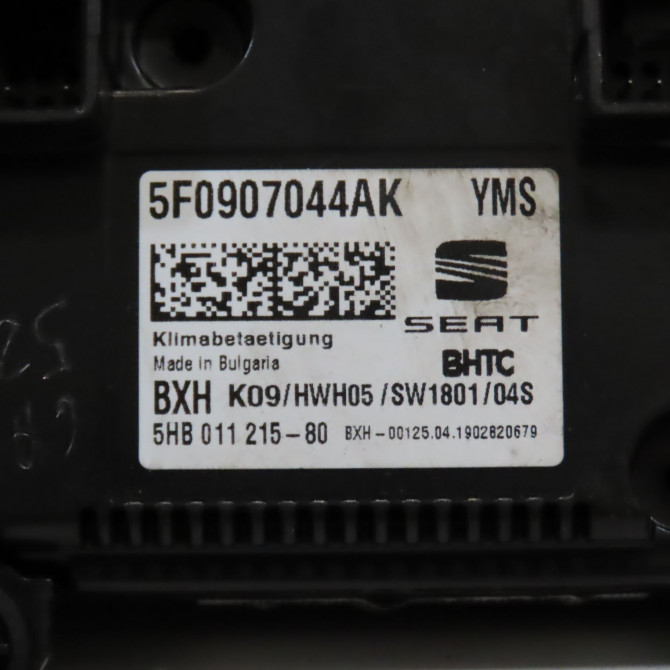 5F0907044AK YMS
SEAT
Klimabetaetigung
Made in Bulgaria BHTC
BXH K09/HWH05/SW1801/04S
5HB 011 215-80 BXH-00125.04.1902820679